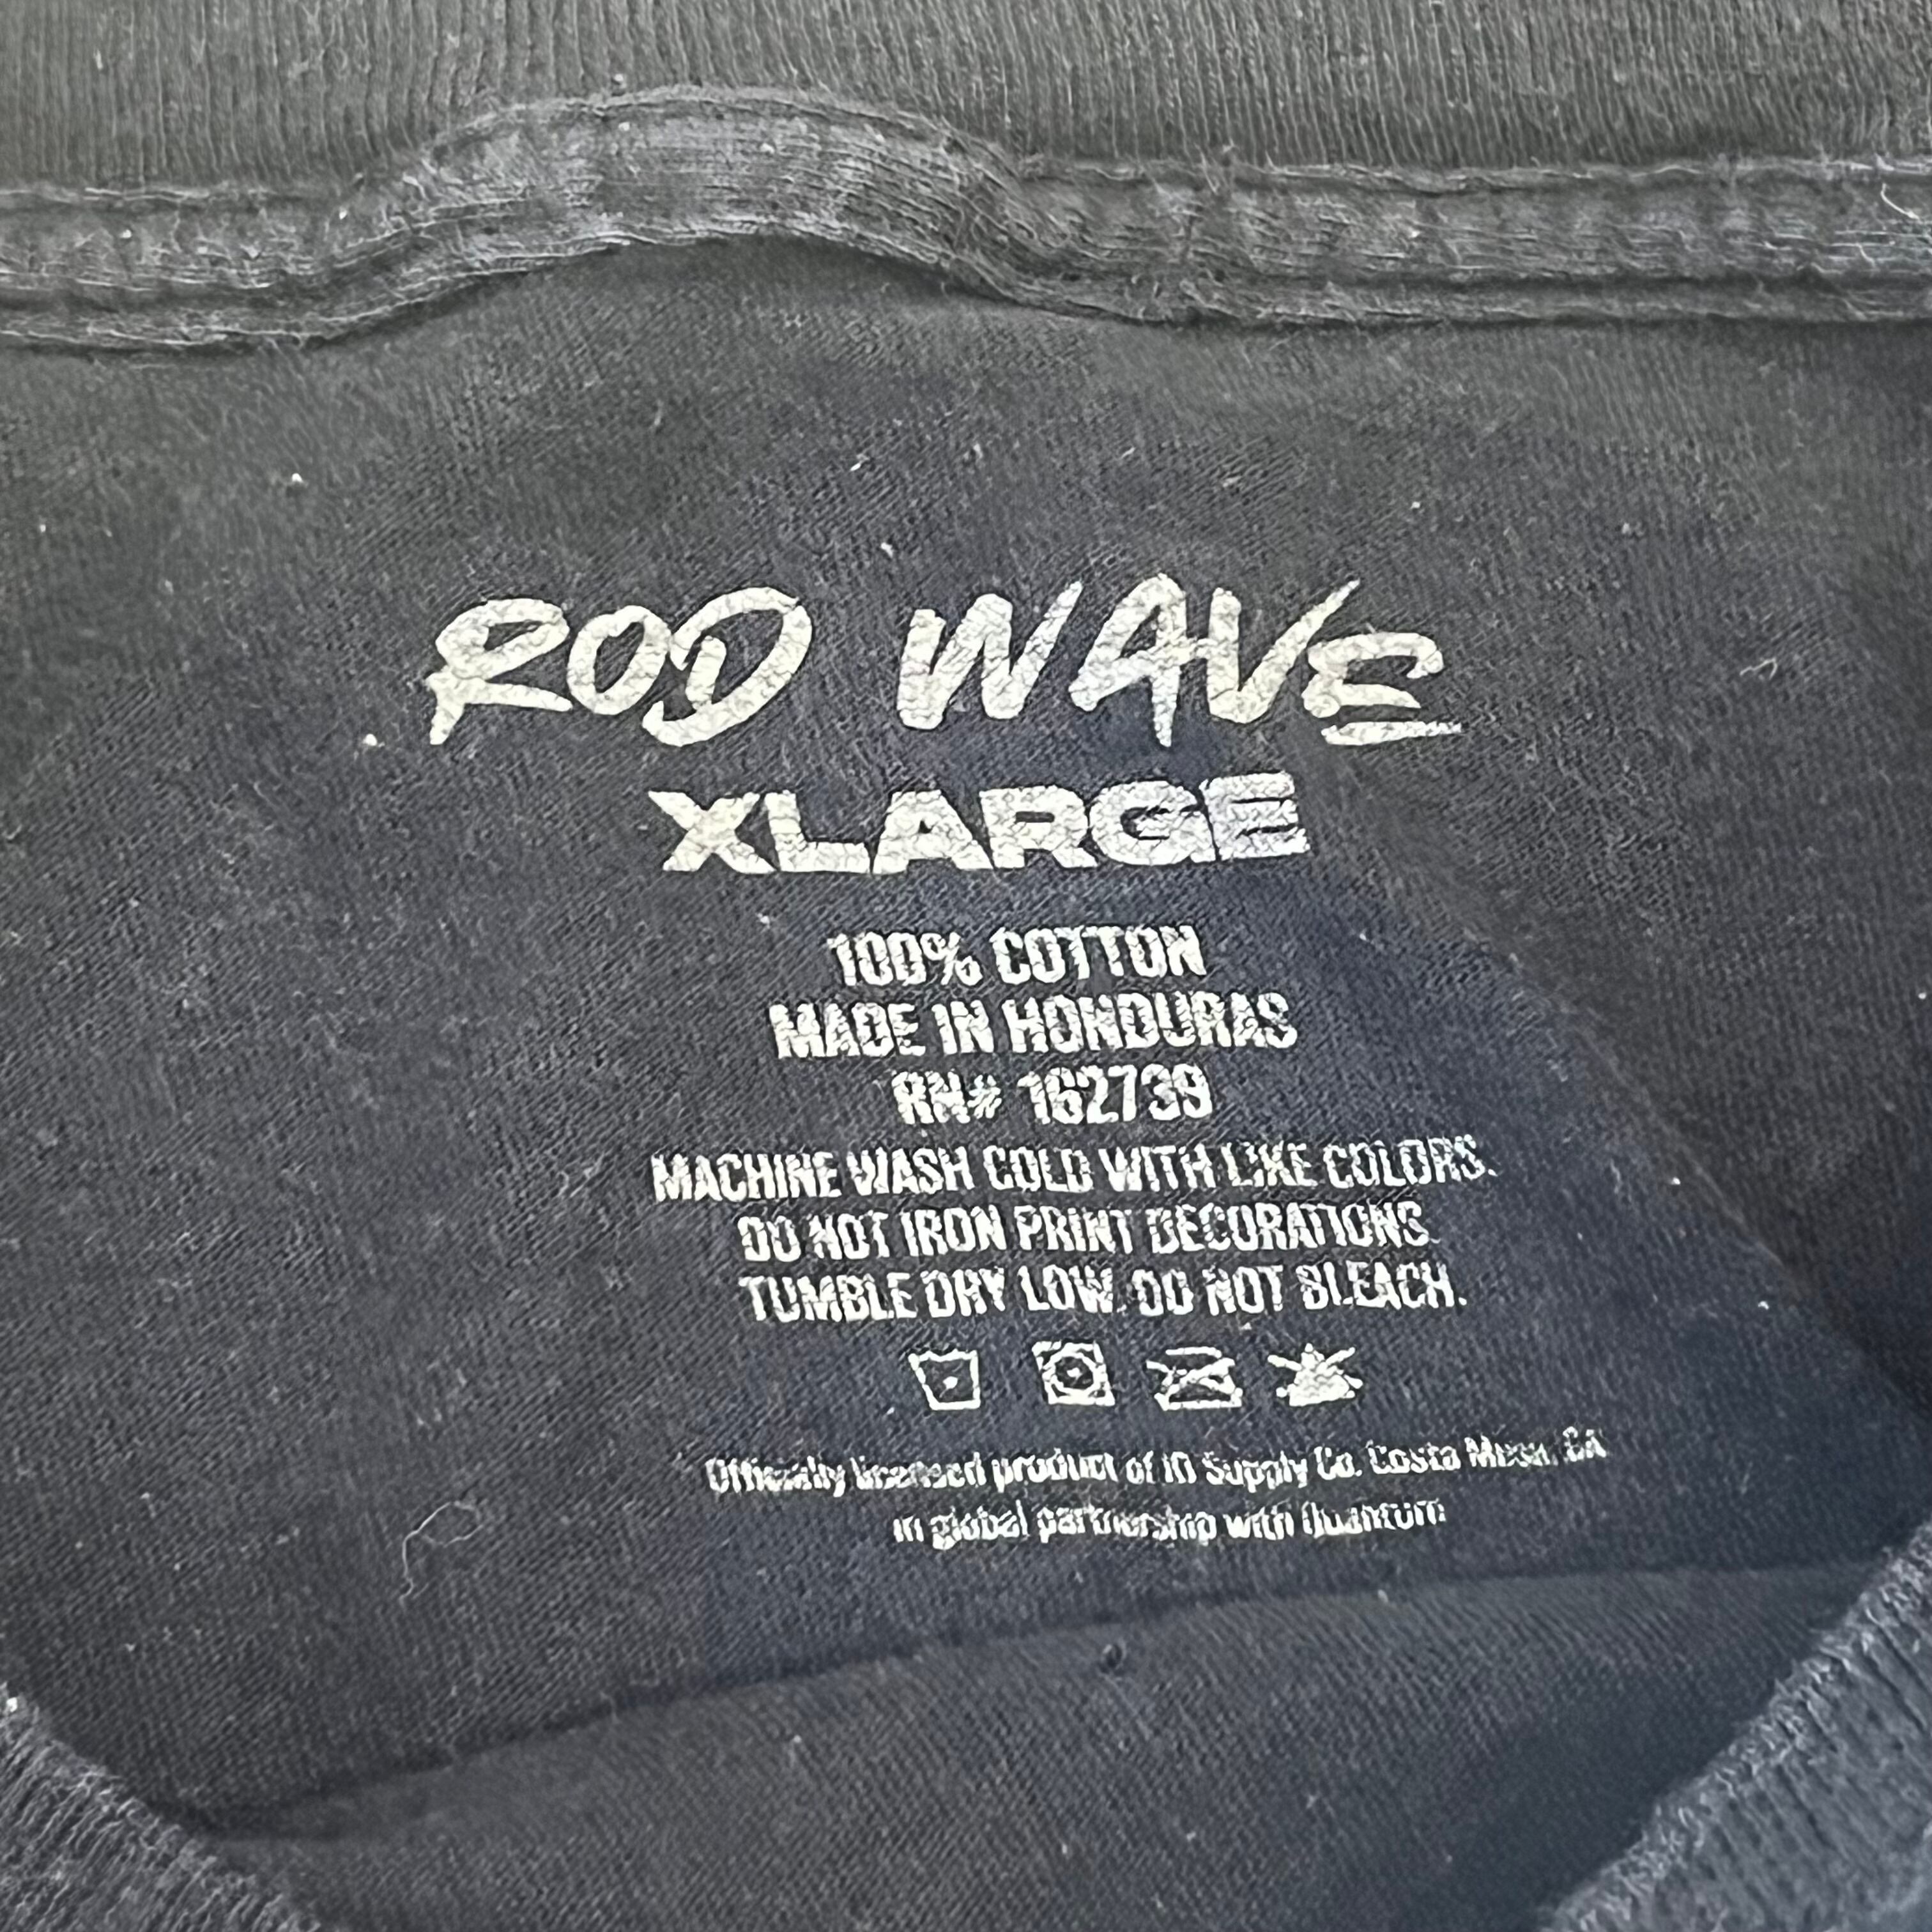 ROD WAVE
XLARGE
100% COTTON
MADE IN HONDURAS
RN# 162739
MACHINE WASH COLD WITH LIKE COLORS.
DO NOT IRON PRINT DECORATIONS.
TUMBLE DRY LOW. DO NOT BLEACH.
Officially licensed product of Supply Co. Costa Mesa, CA
in global partnership with Quantum